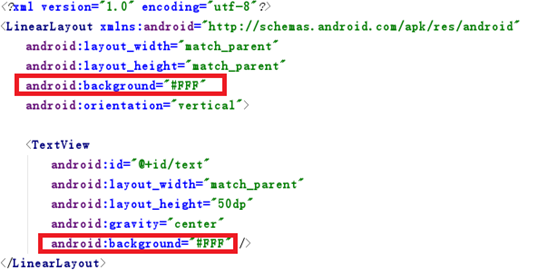 <?xml version="1.0" encoding="utf-8"?>
<LinearLayout xmlns:android="http://schemas.android.com/apk/res/android"
    android:layout_width="match_parent"
    android:layout_height="match_parent"
    android:background="#FFF"
    android:orientation="vertical">

    <TextView
        android:id="@+id/text"
        android:layout_width="match_parent"
        android:layout_height="50dp"
        android:gravity="center"
        android:background="#FFF" />
</LinearLayout>